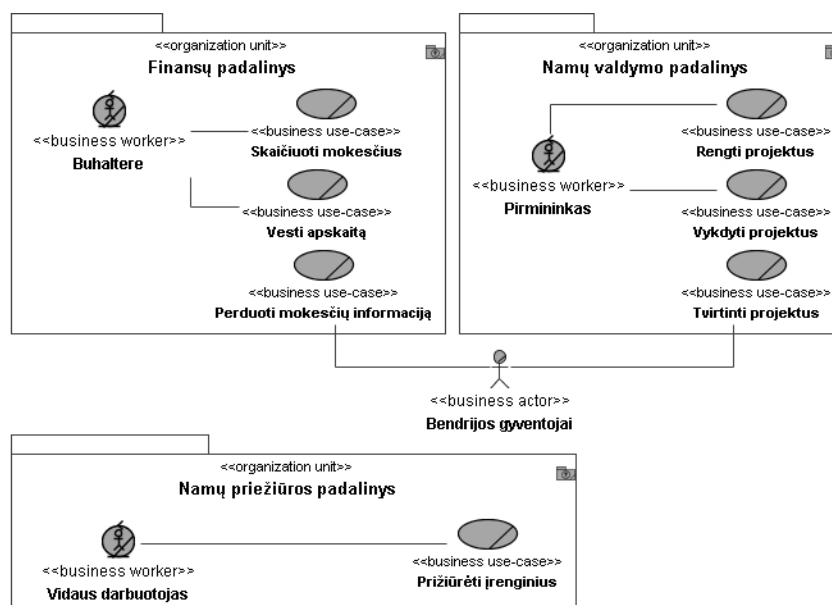 <<organization unit>>
Finansų padalinys
<<business worker>>
Buhaltere
<<business use-case>>
Skaičiuoti mokesčius
<<business use-case>>
Vesti apskaitą
<<business use-case>>
Perduoti mokesčių informaciją
<<organization unit>>
Namų valdymo padalinys
<<business worker>>
Pirmininkas
<<business use-case>>
Rengti projektus
<<business use-case>>
Vykdyti projektus
<<business use-case>>
Tvirtinti projektus
<<business actor>>
Bendrijos gyventojai
<<organization unit>>
Namų priežiūros padalinys
<<business worker>>
Vidaus darbuotojas
<<business use-case>>
Prižiūrėti įrenginius